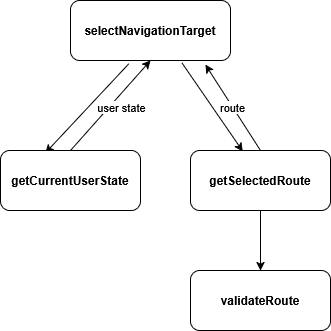 selectNavigationTarget
user state
route
getCurrentUserState
getSelectedRoute
validateRoute